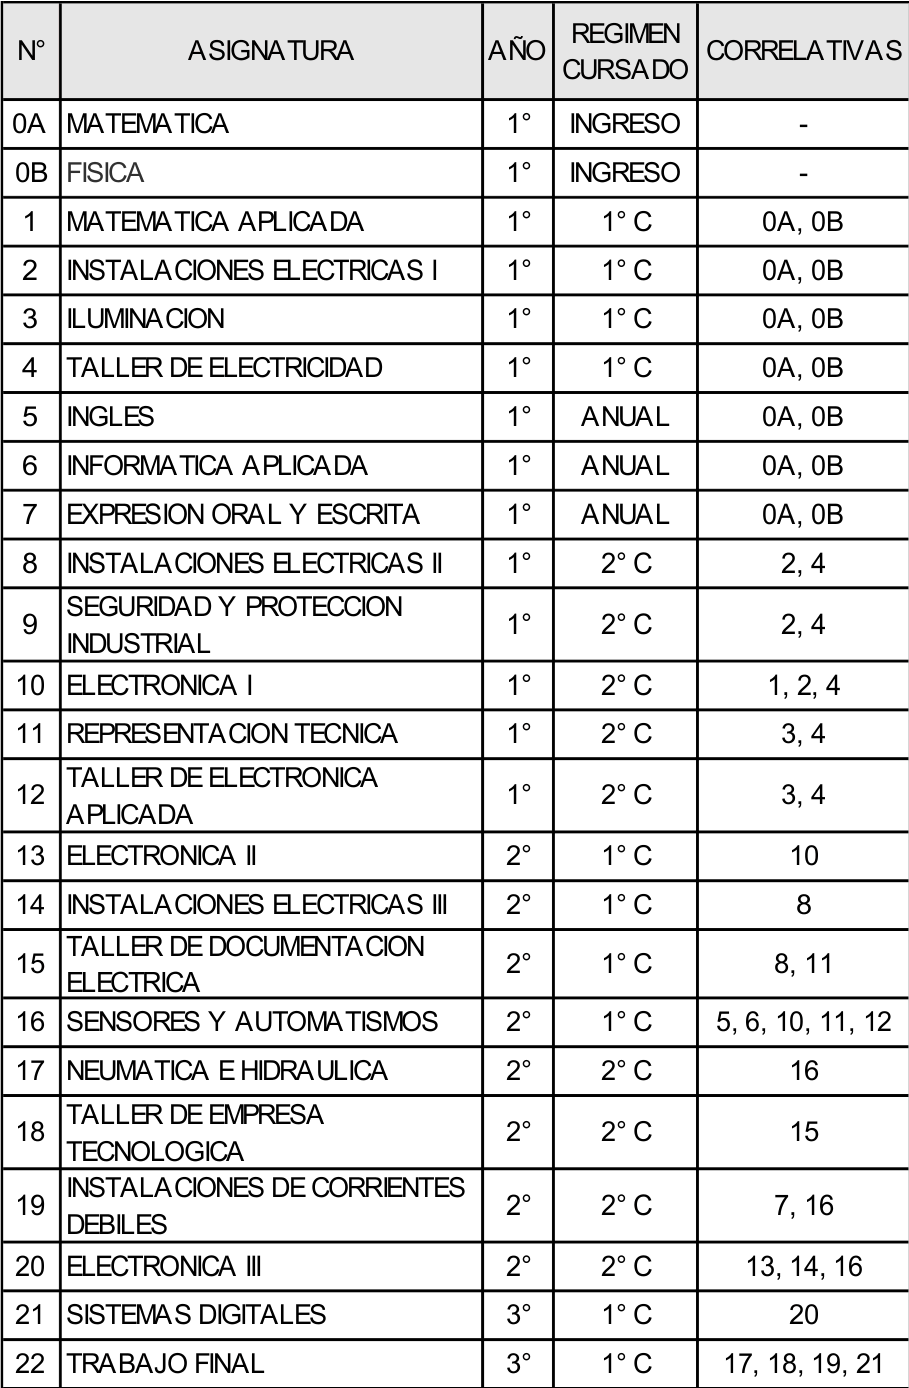 N° ASIGNATURA AÑO REGIMEN CURSADO CORRELATIVAS
0A MATEMATICA 1° INGRESO -
0B FISICA 1° INGRESO -
1 MATEMATICA APLICADA 1° 1° C 0A, 0B
2 INSTALACIONES ELECTRICAS I 1° 1° C 0A, 0B
3 ILUMINACION 1° 1° C 0A, 0B
4 TALLER DE ELECTRICIDAD 1° 1° C 0A, 0B
5 INGLES 1° ANUAL 0A, 0B
6 INFORMATICA APLICADA 1° ANUAL 0A, 0B
7 EXPRESION ORAL Y ESCRITA 1° ANUAL 0A, 0B
8 INSTALACIONES ELECTRICAS II 1° 2° C 2, 4
9 SEGURIDAD Y PROTECCION INDUSTRIAL 1° 2° C 2, 4
10 ELECTRONICA I 1° 2° C 1, 2, 4
11 REPRESENTACION TECNICA 1° 2° C 3, 4
12 TALLER DE ELECTRONICA APLICADA 1° 2° C 3, 4
13 ELECTRONICA II 2° 1° C 10
14 INSTALACIONES ELECTRICAS III 2° 1° C 8
15 TALLER DE DOCUMENTACION ELECTRICA 2° 1° C 8, 11
16 SENSORES Y AUTOMATISMOS 2° 1° C 5, 6, 10, 11, 12
17 NEUMATICA E HIDRAULICA 2° 2° C 16
18 TALLER DE EMPRESA TECNOLOGICA 2° 2° C 15
19 INSTALACIONES DE CORRIENTES DEBILES 2° 2° C 7, 16
20 ELECTRONICA III 2° 2° C 13, 14, 16
21 SISTEMAS DIGITALES 3° 1° C 20
22 TRABAJO FINAL 3° 1° C 17, 18, 19, 21